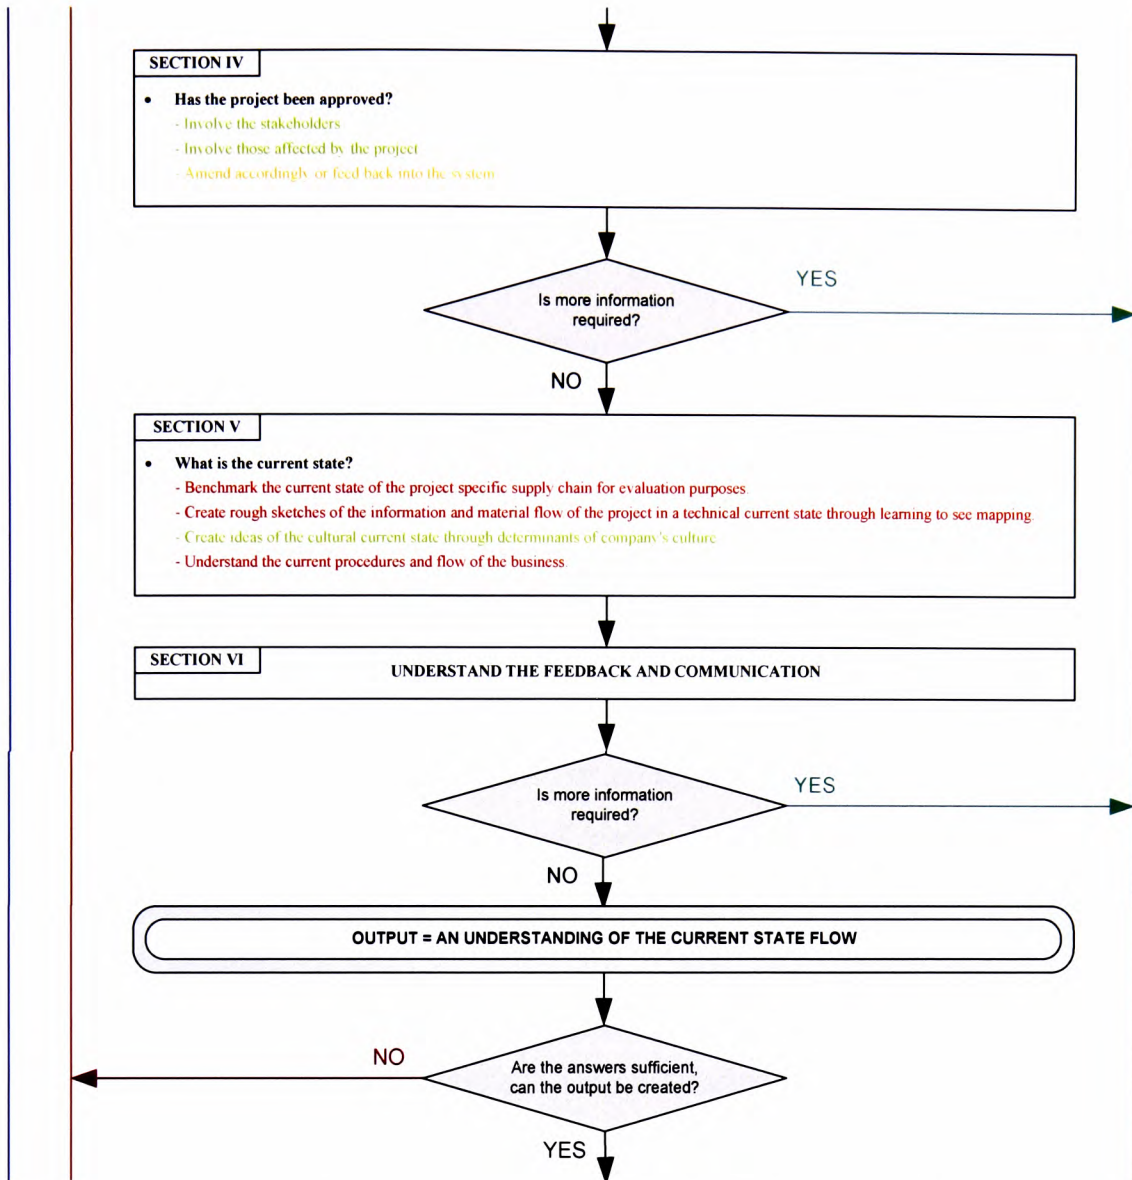 SECTION IV
• Has the project been approved?
- Involve the stakeholders
- Involve those affected by the project
- Amend accordingly or feed back into the system
Is more information
required?
YES
NO
SECTION V
• What is the current state?
- Benchmark the current state of the project specific supply chain for evaluation purposes.
- Create rough sketches of the information and material flow of the project in a technical current state through learning to see mapping.
- Create ideas of the cultural current state through determinants of company's culture
- Understand the current procedures and flow of the business.
SECTION VI
UNDERSTAND THE FEEDBACK AND COMMUNICATION
Is more information
required?
YES
NO
OUTPUT = AN UNDERSTANDING OF THE CURRENT STATE FLOW
NO
Are the answers sufficient,
can the output be created?
YES